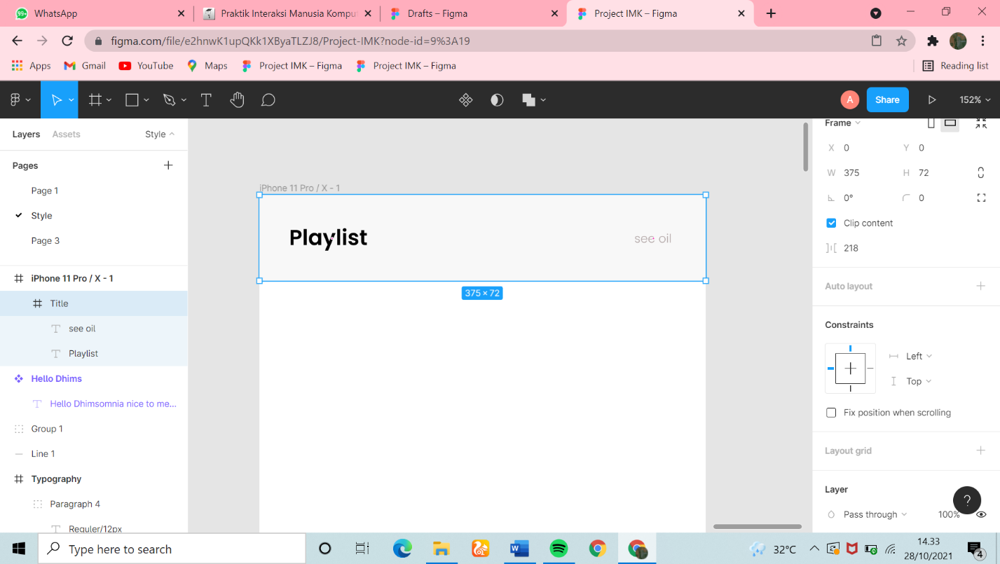 99+ WhatsApp
Praktik Interaksi Manusia Kompu
Drafts – Figma
Project IMK – Figma
figma.com/file/e2hnwK1upQKk1XByaTLZJ8/Project-IMK?node-id=9%3A19
Apps
Gmail
YouTube
Maps
Project IMK – Figma
Project IMK – Figma
Reading list
T
A
Share
152%
Layers
Assets
Style
Pages
Page 1
Style
Page 3
iPhone 11 Pro / X - 1
Title
see oil
Playlist
Hello Dhims
Hello Dhimsomnia nice to me...
Group 1
Line 1
Typography
Paragraph 4
Reguler/12px
iPhone 11 Pro / X - 1
Playlist
see oil
375 × 72
Frame
X 0
Y 0
W 375
H 72
0°
0
Clip content
218
Auto layout
Constraints
Left
Top
Fix position when scrolling
Layout grid
Layer
?
Pass through
100%
Type here to search
32°C
14.33
28/10/2021
4